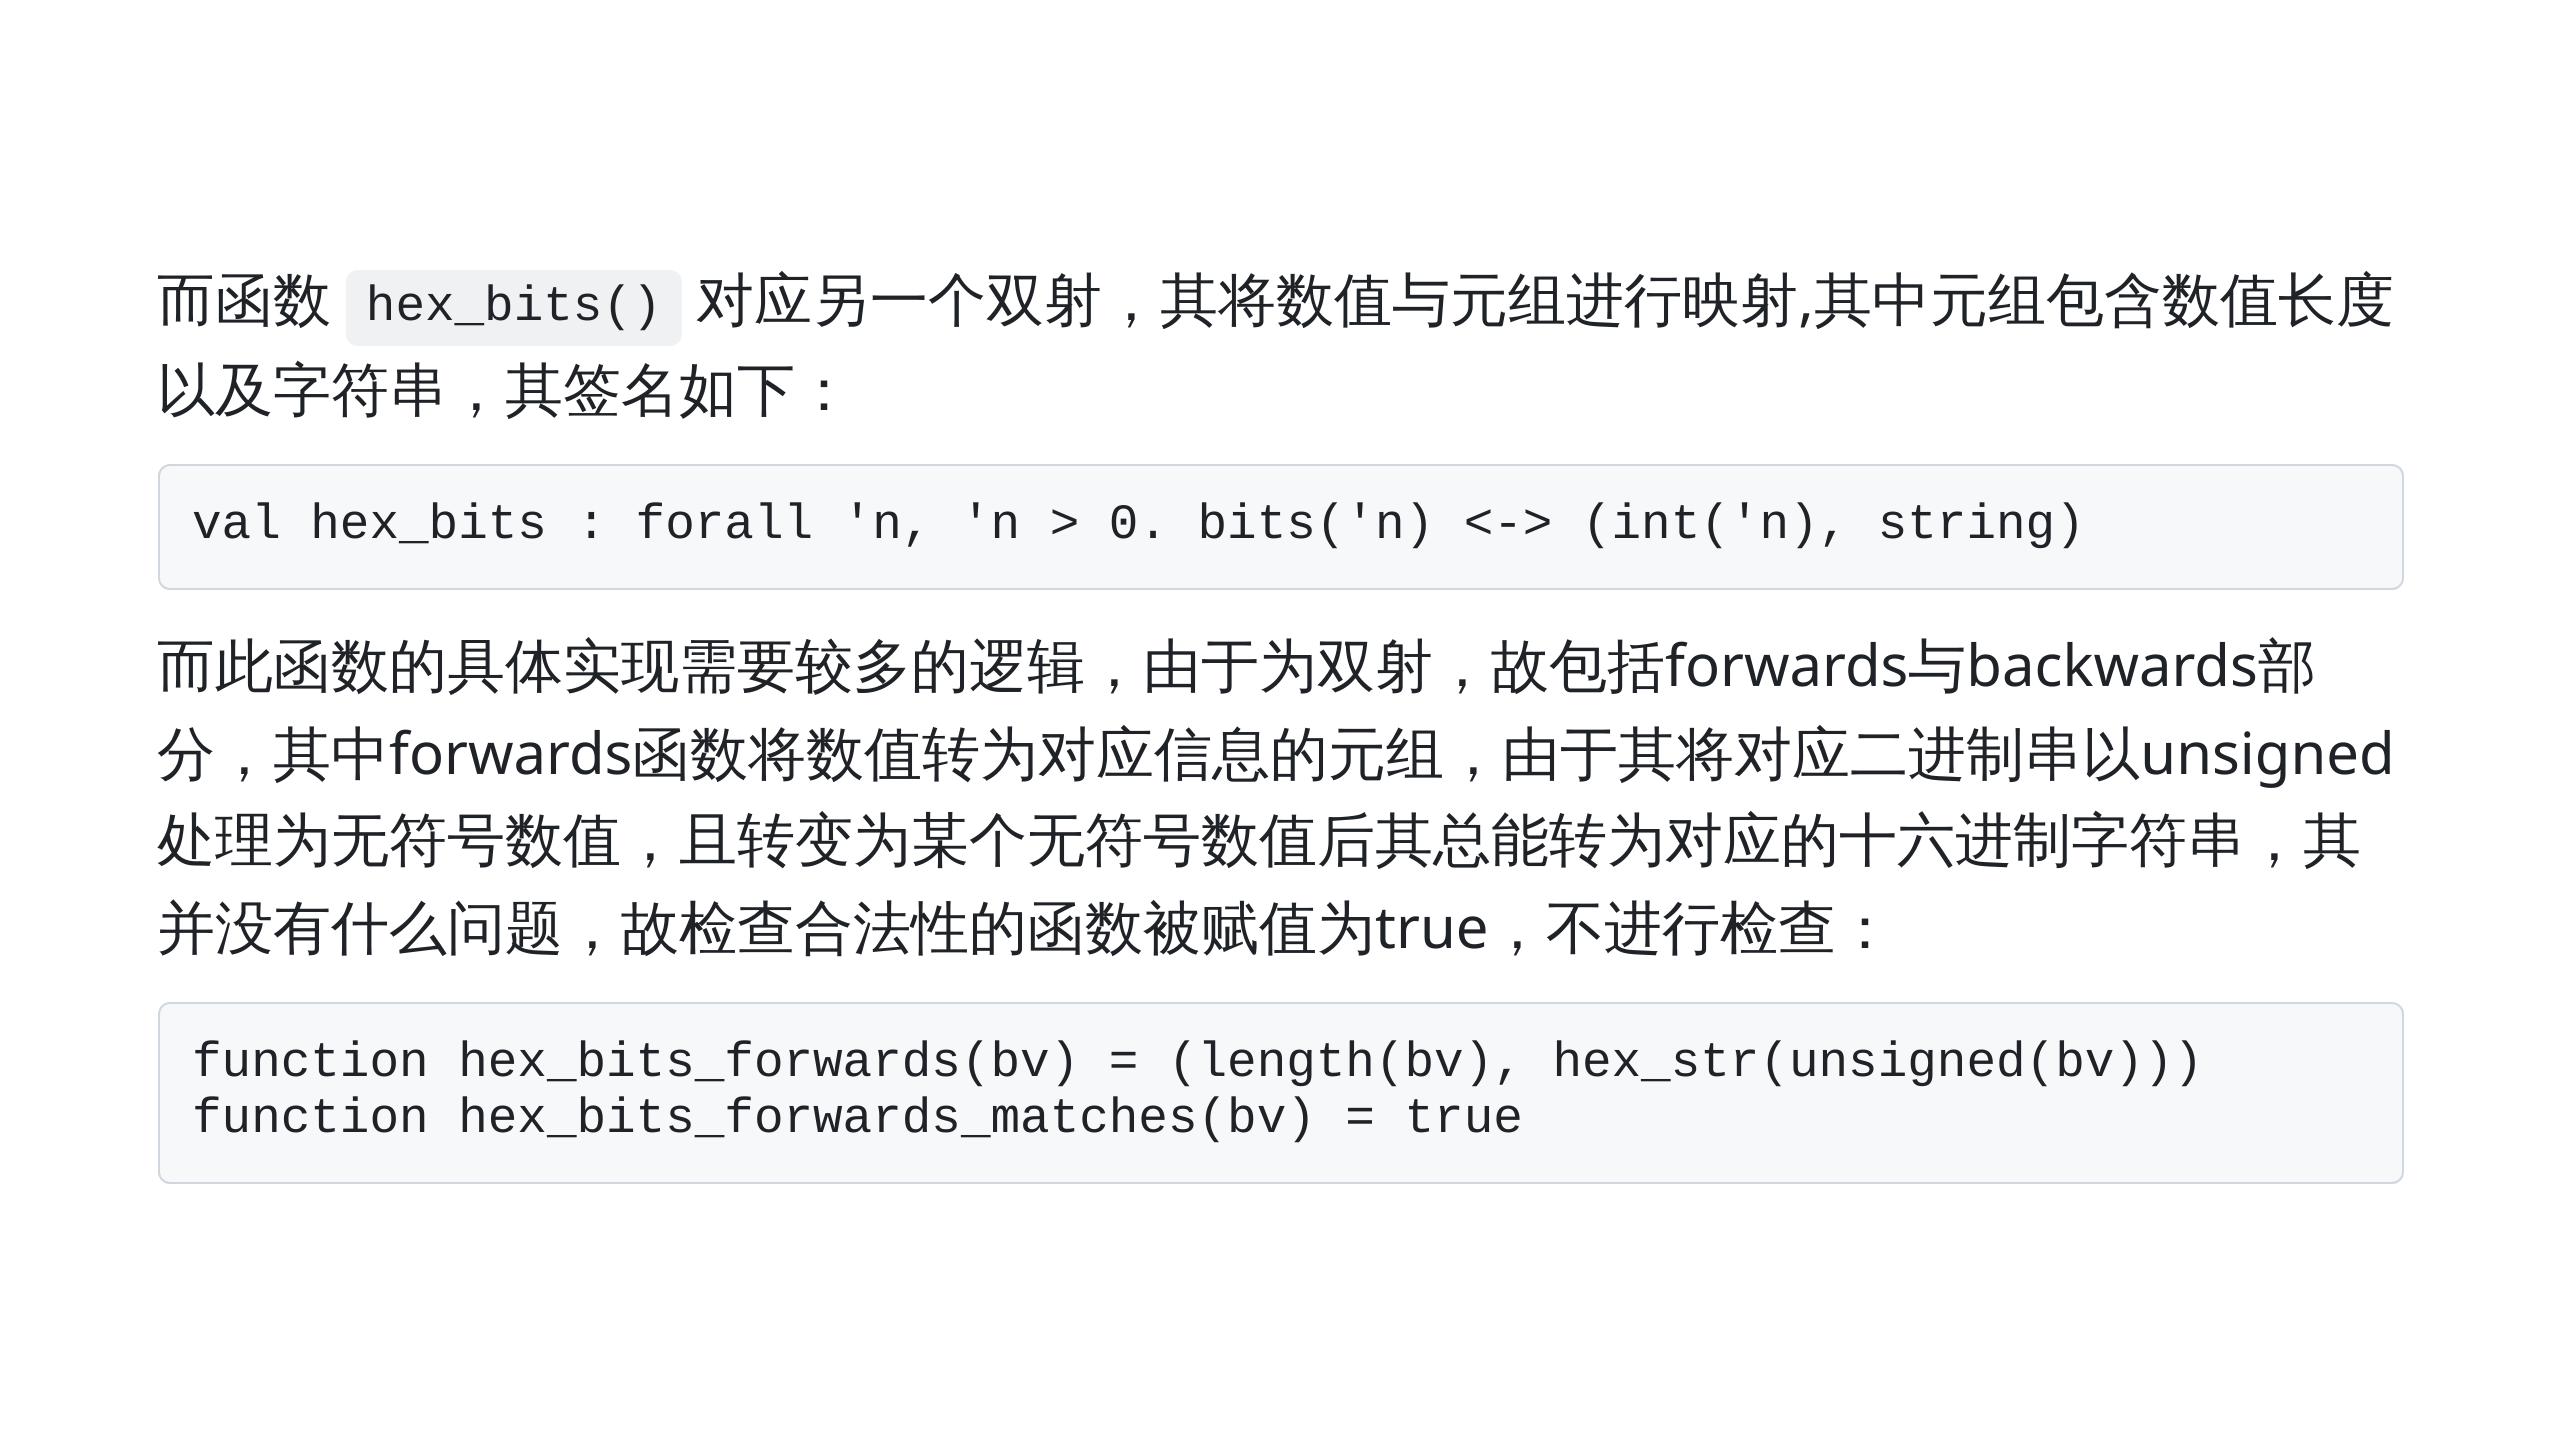 而函数 hex_bits() 对应另一个双射，其将数值与元组进行映射,其中元组包含数值长度
以及字符串，其签名如下：
val hex_bits : forall 'n, 'n > 0. bits('n) <-> (int('n), string)
而此函数的具体实现需要较多的逻辑，由于为双射，故包括forwards与backwards部
分，其中forwards函数将数值转为对应信息的元组，由于其将对应二进制串以unsigned
处理为无符号数值，且转变为某个无符号数值后其总能转为对应的十六进制字符串，其
并没有什么问题，故检查合法性的函数被赋值为true，不进行检查：
function hex_bits_forwards(bv) = (length(bv), hex_str(unsigned(bv)))
function hex_bits_forwards_matches(bv) = true